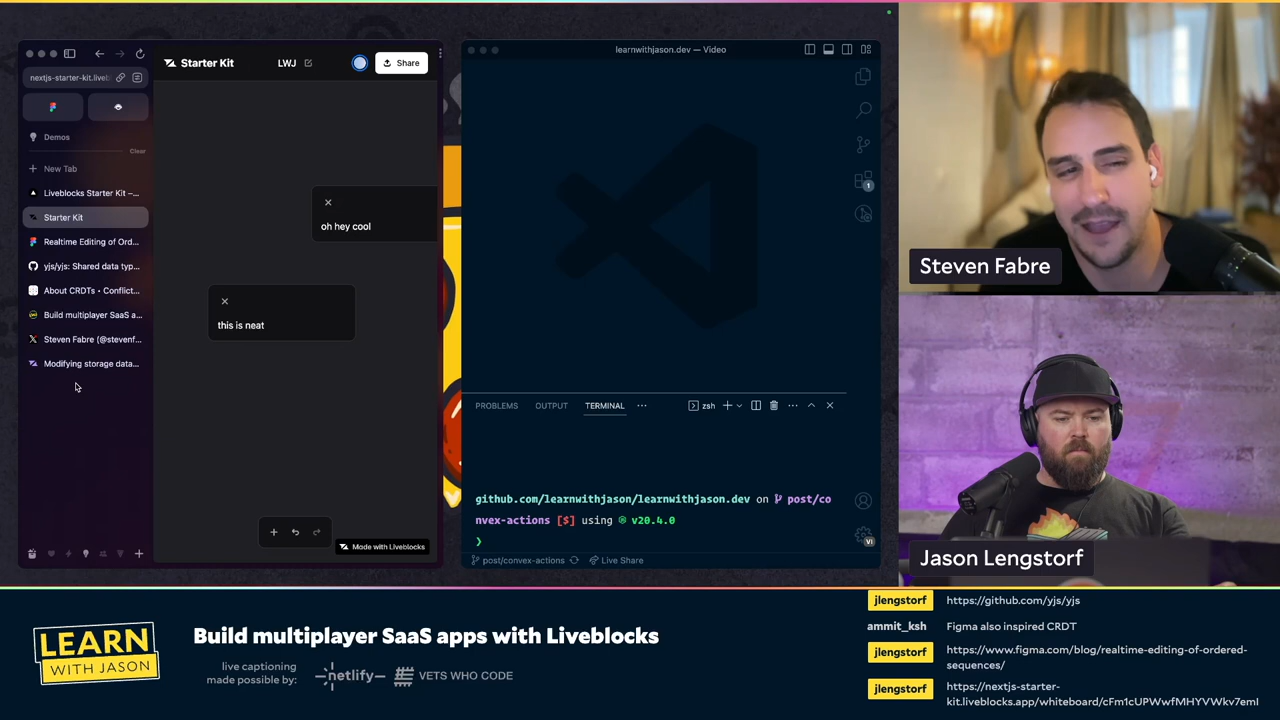 nextjs-starter-kit.liveb
Demos
Clear
New Tab
Liveblocks Starter Kit —...
Starter Kit
Realtime Editing of Ord...
yjs/yjs: Shared data typ...
About CRDTs • Conflict...
Build multiplayer SaaS a...
Steven Fabre (@stevenf...
Modifying storage data...
Starter Kit
LWJ
Share
oh hey cool
this is neat
Made with Liveblocks
learnwithjason.dev — Video
1
PROBLEMS
OUTPUT
TERMINAL
zsh
github.com/learnwithjason/learnwithjason.dev on post/co
nvex-actions [$] using v20.4.0
❯
post/convex-actions
Live Share
VI
Steven Fabre
Jason Lengstorf
LEARN
WITH JASON
Build multiplayer SaaS apps with Liveblocks
live captioning
made possible by:
netlify
VETS WHO CODE
jlengstorf
https://github.com/yjs/yjs
ammit_ksh
Figma also inspired CRDT
jlengstorf
https://www.figma.com/blog/realtime-editing-of-ordered-
sequences/
jlengstorf
https://nextjs-starter-
kit.liveblocks.app/whiteboard/cFm1cUPWwfMHYVWkv7emI